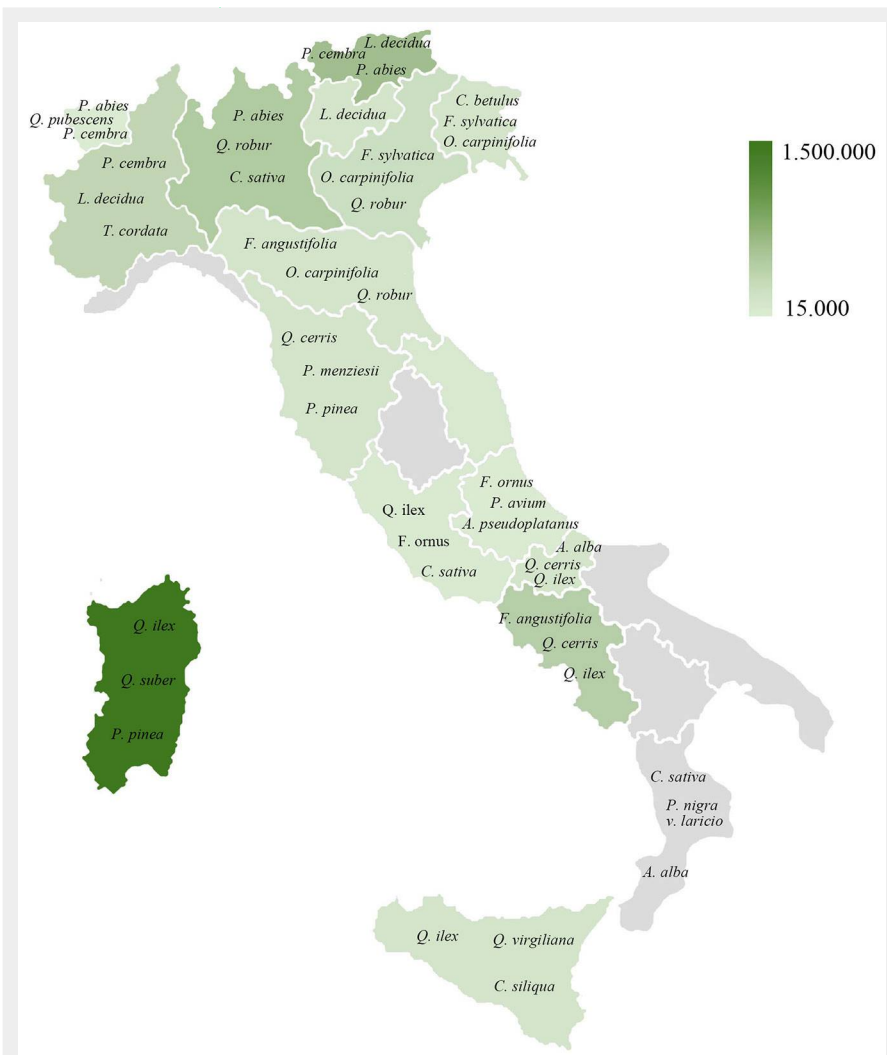 L. decidua
P. cembra
P. abies
P. abies
Q. pubescens
P. cembra
P. cembra
L. decidua
T. cordata
P. abies
Q. robur
C. sativa
L. decidua
F. sylvatica
O. carpinifolia
Q. robur
C. betulus
F. sylvatica
O. carpinifolia
1.500.000
15.000
F. angustifolia
O. carpinifolia
Q. robur
Q. cerris
P. menziesii
P. pinea
Q. ilex
F. ornus
C. sativa
F. ornus
P. avium
A. pseudoplatanus
A. alba
Q. cerris
Q. ilex
F. angustifolia
Q. cerris
Q. ilex
Q. ilex
Q. suber
P. pinea
C. sativa
P. nigra
v. laricio
A. alba
Q. ilex
Q. virgiliana
C. siliqua